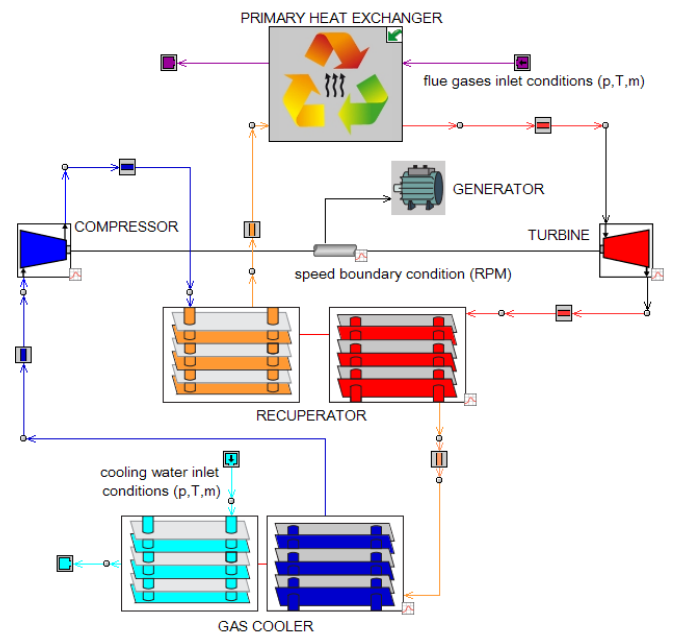 PRIMARY HEAT EXCHANGER
flue gases inlet conditions (p,T,m)
GENERATOR
COMPRESSOR
TURBINE
speed boundary condition (RPM)
RECUPERATOR
cooling water inlet
conditions (p,T,m)
GAS COOLER